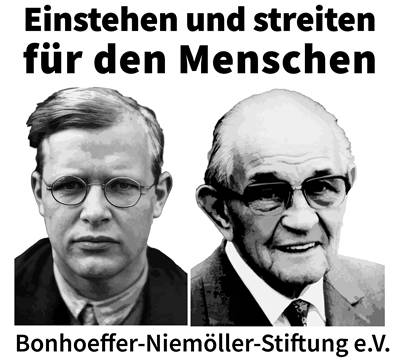 Einstehen und streiten
für den Menschen
Bonhoeffer-Niemöller-Stiftung e.V.